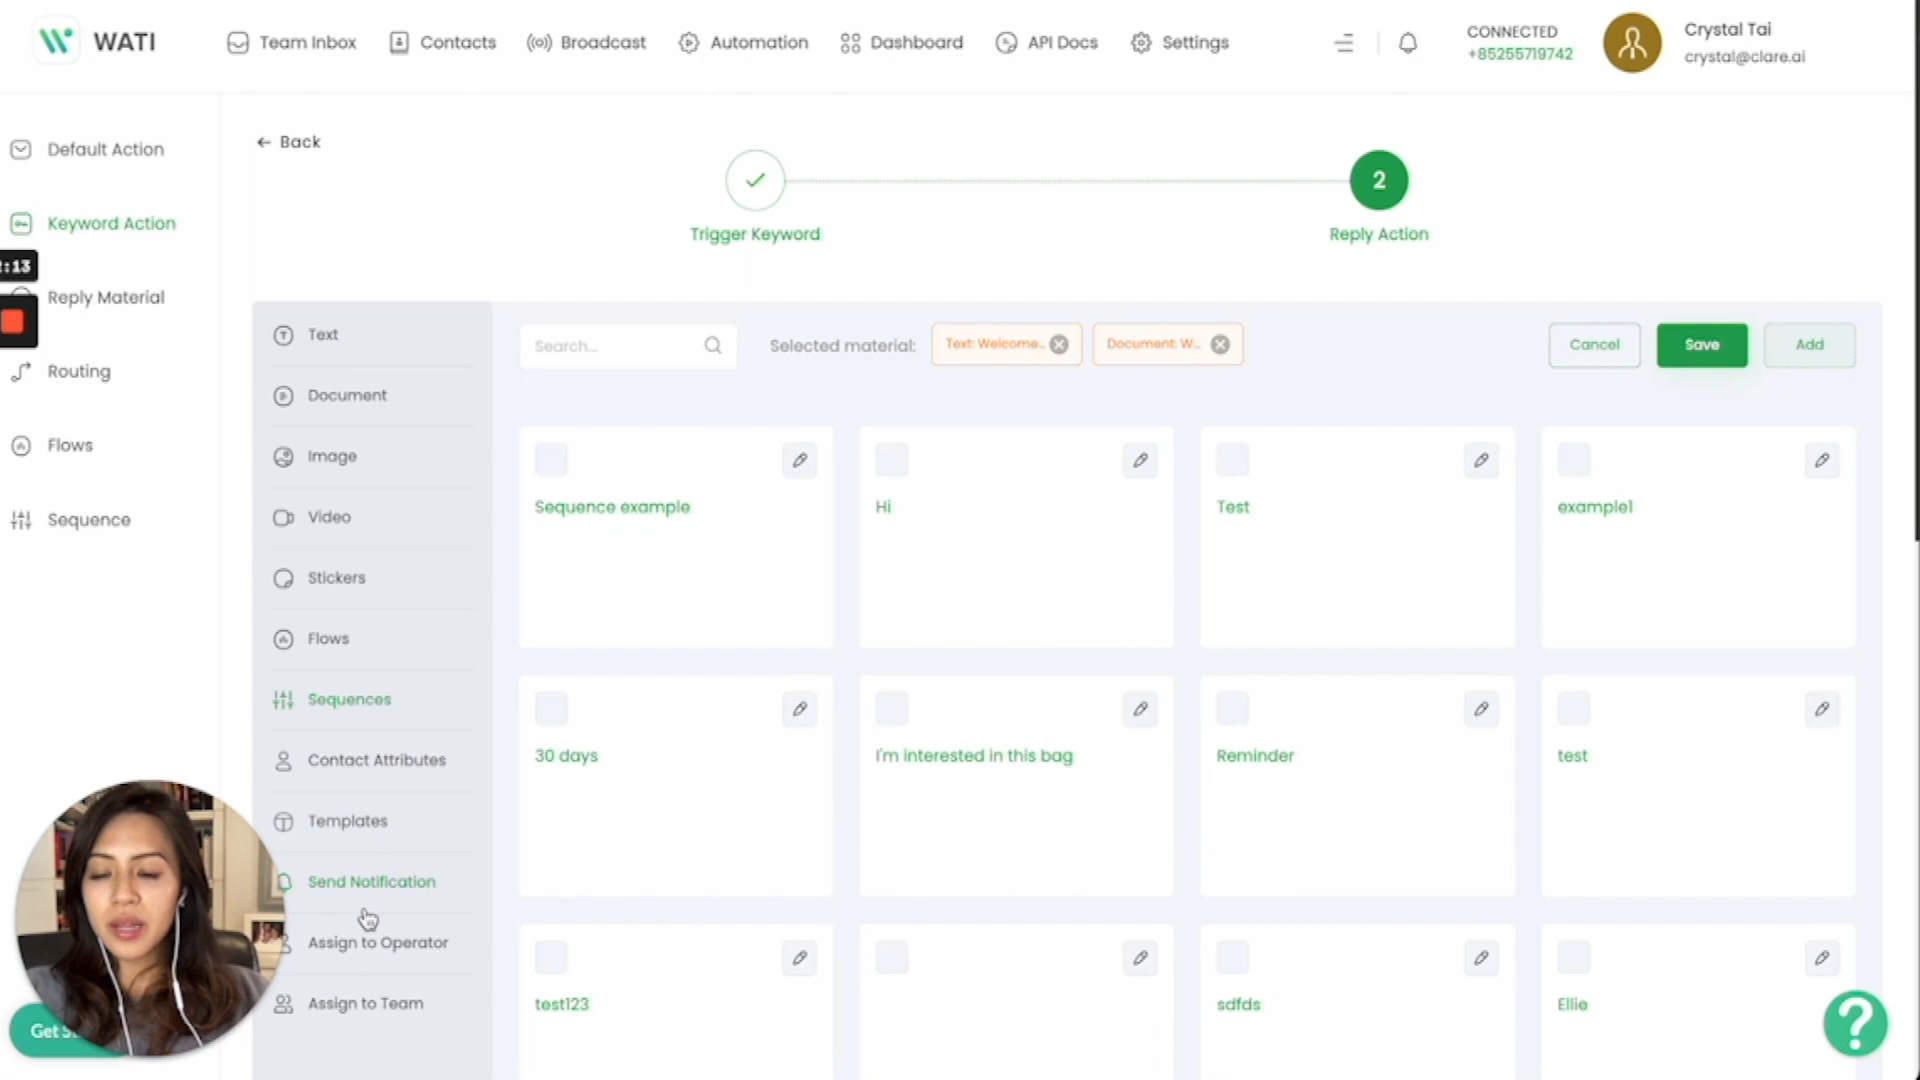 WATI
Team Inbox
Contacts
Broadcast
Automation
Dashboard
API Docs
Settings
CONNECTED
+85255719742
Crystal Tai
crystal@clare.ai
Default Action
Keyword Action
:13
Reply Material
Routing
Flows
Sequence
Back
2
Trigger Keyword
Reply Action
Text
Document
Image
Video
Stickers
Flows
Sequences
Contact Attributes
Templates
Send Notification
Assign to Operator
Assign to Team
Search...
Selected material:
Text: Welcome...
Document: W...
Cancel
Save
Add
Sequence example
Hi
Test
example1
30 days
I'm interested in this bag
Reminder
test
test123
sdfds
Ellie
Get
?